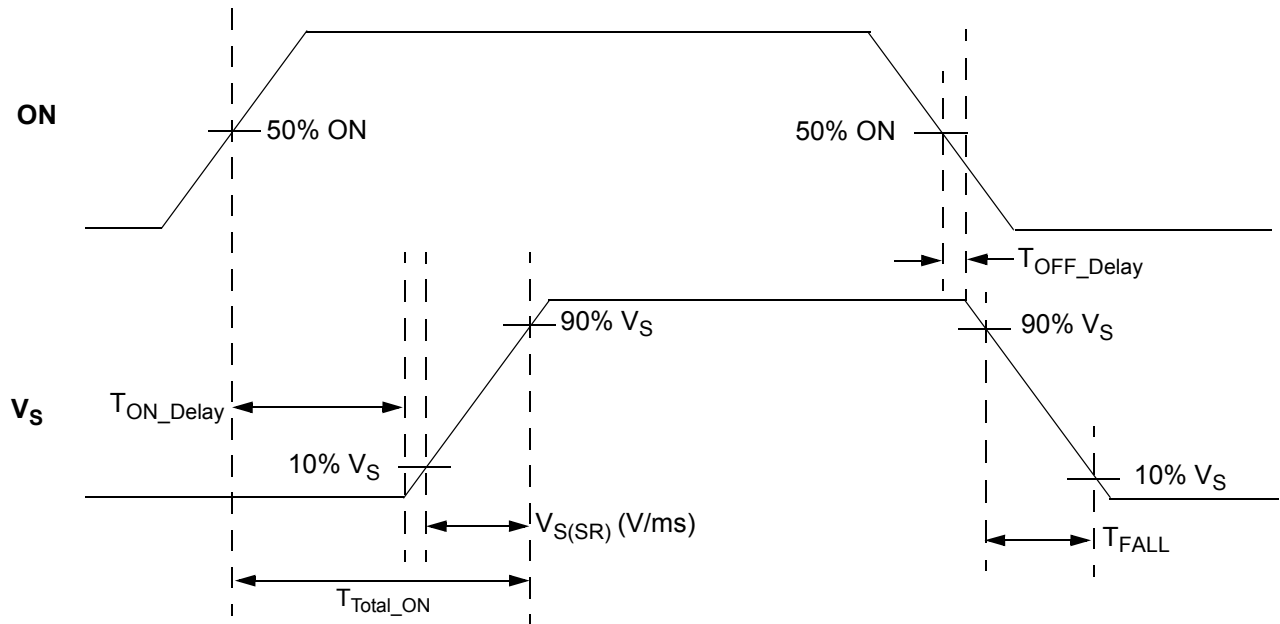 ON
50% ON
50% ON
T_OFF_Delay
90% V_S
90% V_S
T_ON_Delay
V_S
10% V_S
10% V_S
V_S(SR) (V/ms)
T_FALL
T_Total_ON